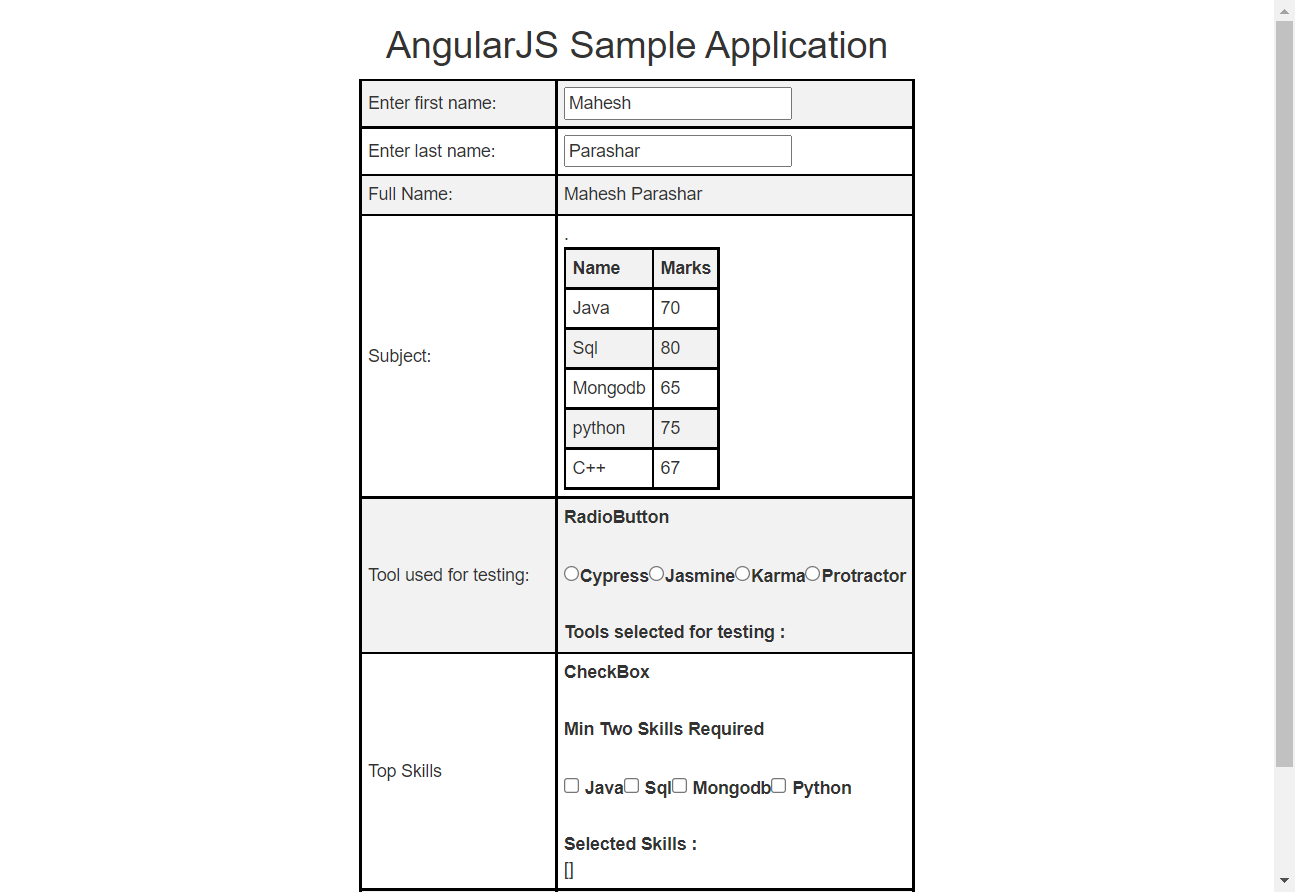 AngularJS Sample Application
Enter first name: Mahesh
Enter last name: Parashar
Full Name: Mahesh Parashar
Subject:
.
Name Marks
Java 70
Sql 80
Mongodb 65
python 75
C++ 67
Tool used for testing:
RadioButton
Cypress Jasmine Karma Protractor
Tools selected for testing :
Top Skills
CheckBox
Min Two Skills Required
Java Sql Mongodb Python
Selected Skills :
[]